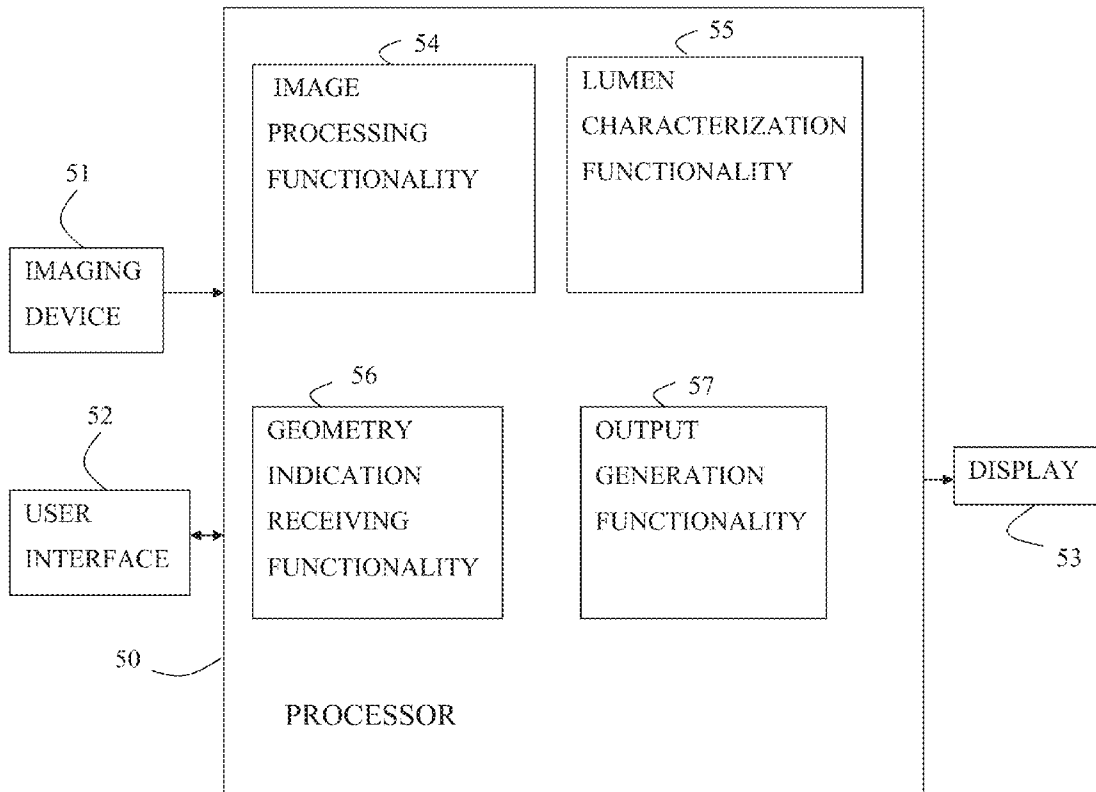 54
IMAGE
PROCESSING
FUNCTIONALITY
55
LUMEN
CHARACTERIZATION
FUNCTIONALITY
51
IMAGING
DEVICE
56
GEOMETRY
INDICATION
RECEIVING
FUNCTIONALITY
57
OUTPUT
GENERATION
FUNCTIONALITY
52
USER
INTERFACE
DISPLAY
53
50
PROCESSOR